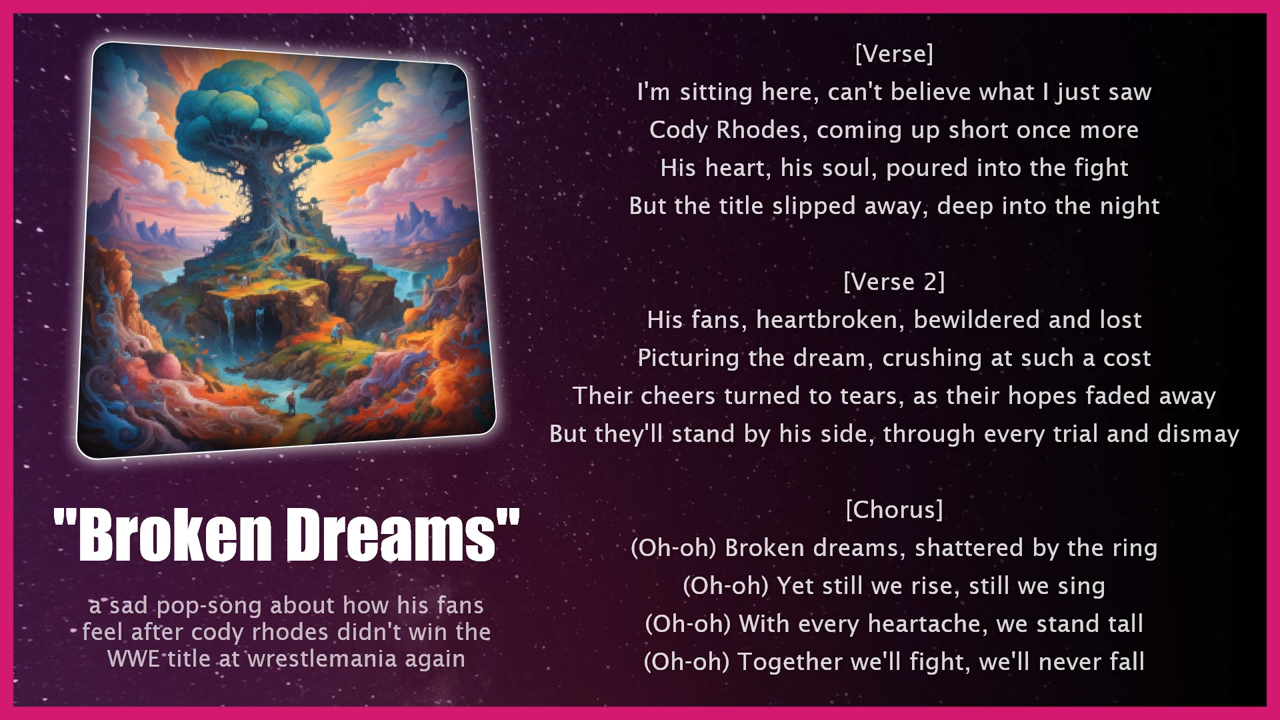 "Broken Dreams"
a sad pop-song about how his fans
feel after cody rhodes didn't win the
WWE title at wrestlemania again
[Verse]
I'm sitting here, can't believe what I just saw
Cody Rhodes, coming up short once more
His heart, his soul, poured into the fight
But the title slipped away, deep into the night
[Verse 2]
His fans, heartbroken, bewildered and lost
Picturing the dream, crushing at such a cost
Their cheers turned to tears, as their hopes faded away
But they'll stand by his side, through every trial and dismay
[Chorus]
(Oh-oh) Broken dreams, shattered by the ring
(Oh-oh) Yet still we rise, still we sing
(Oh-oh) With every heartache, we stand tall
(Oh-oh) Together we'll fight, we'll never fall